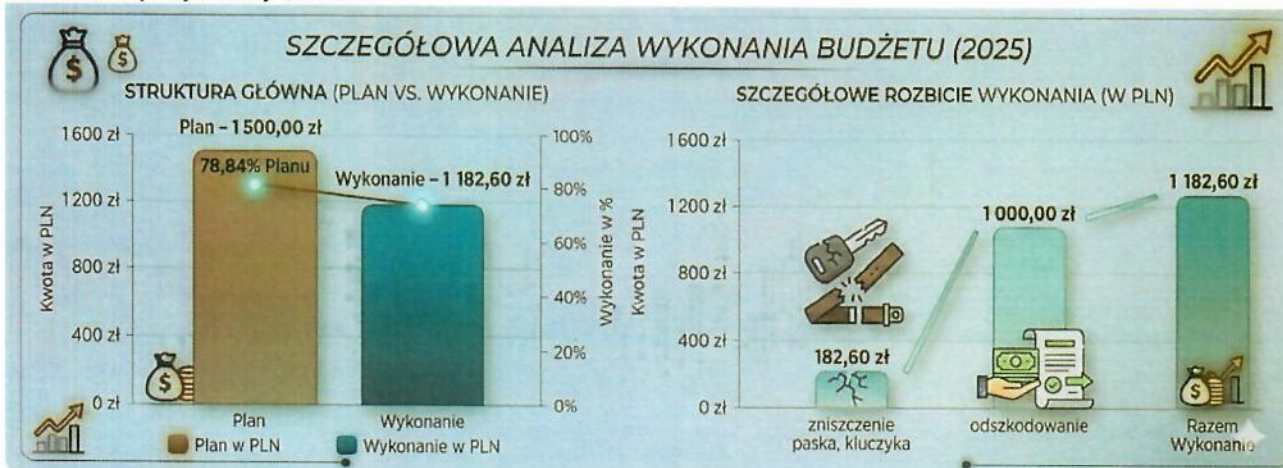 SZCZEGÓŁOWA ANALIZA WYKONANIA BUDŻETU (2025)
STRUKTURA GŁÓWNA (PLAN VS. WYKONANIE)
Kwota w PLN
1600 zł
1200 zł
800 zł
400 zł
0 zł
Plan – 1 500,00 zł
78,84% Planu
Wykonanie – 1 182,60 zł
100%
80%
60%
40%
20%
0%
Wykonanie w %
Plan
Wykonanie
Plan w PLN
Wykonanie w PLN
SZCZEGÓŁOWE ROZBICIE WYKONANIA (W PLN)
Kwota w PLN
1600 zł
1200 zł
800 zł
400 zł
0 zł
182,60 zł
1 000,00 zł
1 182,60 zł
zniszczenie
paska, kluczyka
odszkodowanie
Razem
Wykonanie